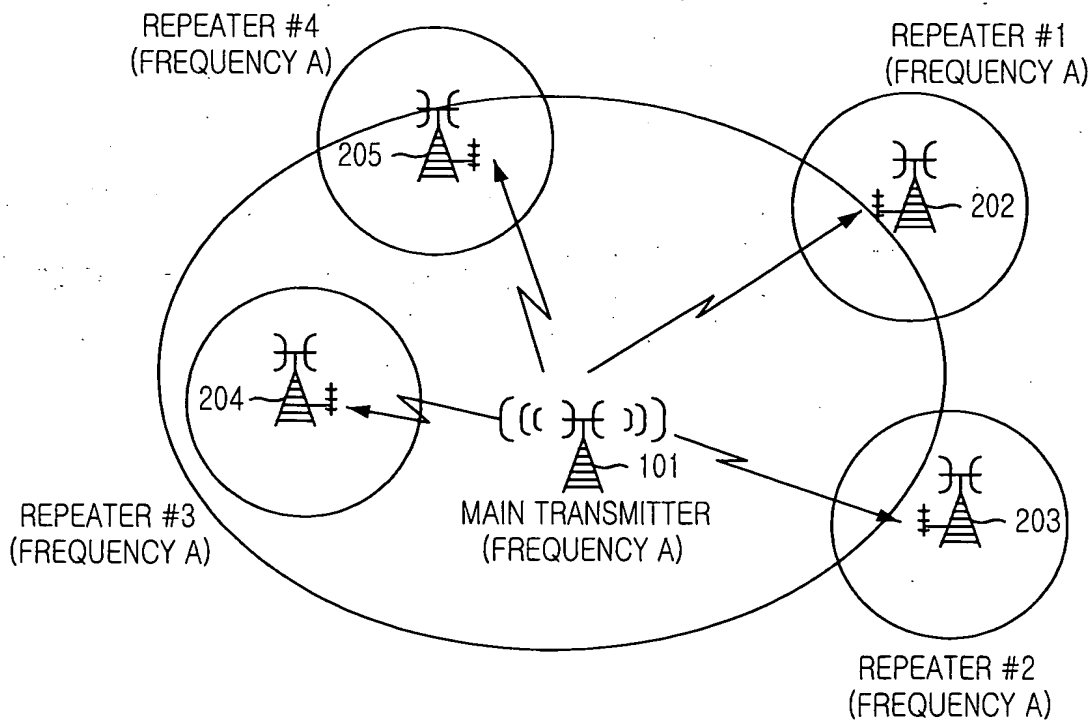 REPEATER #4
(FREQUENCY A)
REPEATER #1
(FREQUENCY A)
205
202
204
101
REPEATER #3
(FREQUENCY A)
MAIN TRANSMITTER
(FREQUENCY A)
203
REPEATER #2
(FREQUENCY A)